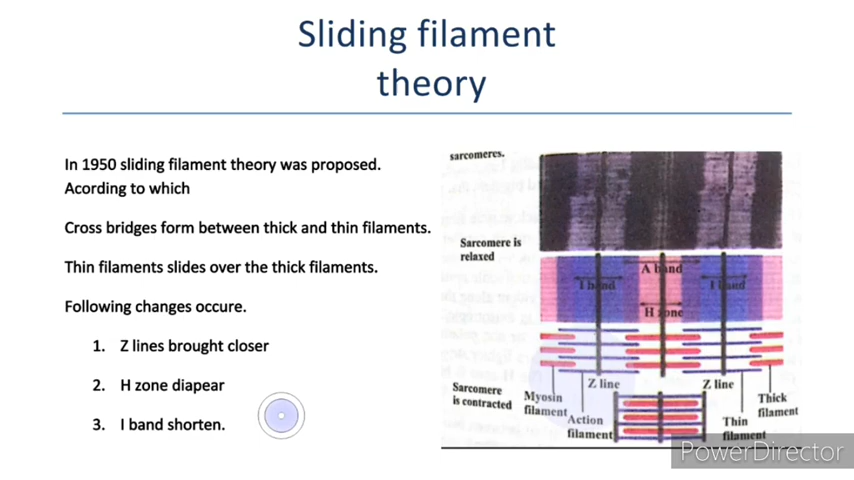 Sliding filament
theory
In 1950 sliding filament theory was proposed.
Acording to which
Cross bridges form between thick and thin filaments.
Thin filaments slides over the thick filaments.
Following changes occure.
1. Z lines brought closer
2. H zone diapear
3. I band shorten.
sarcomeres.
Sarcomere is
relaxed
A band
I band
I band
H zone
Z line
Z line
Sarcomere
is contracted
Myosin
filament
Action
filament
Thin
filament
Thick
filament
PowerDirector